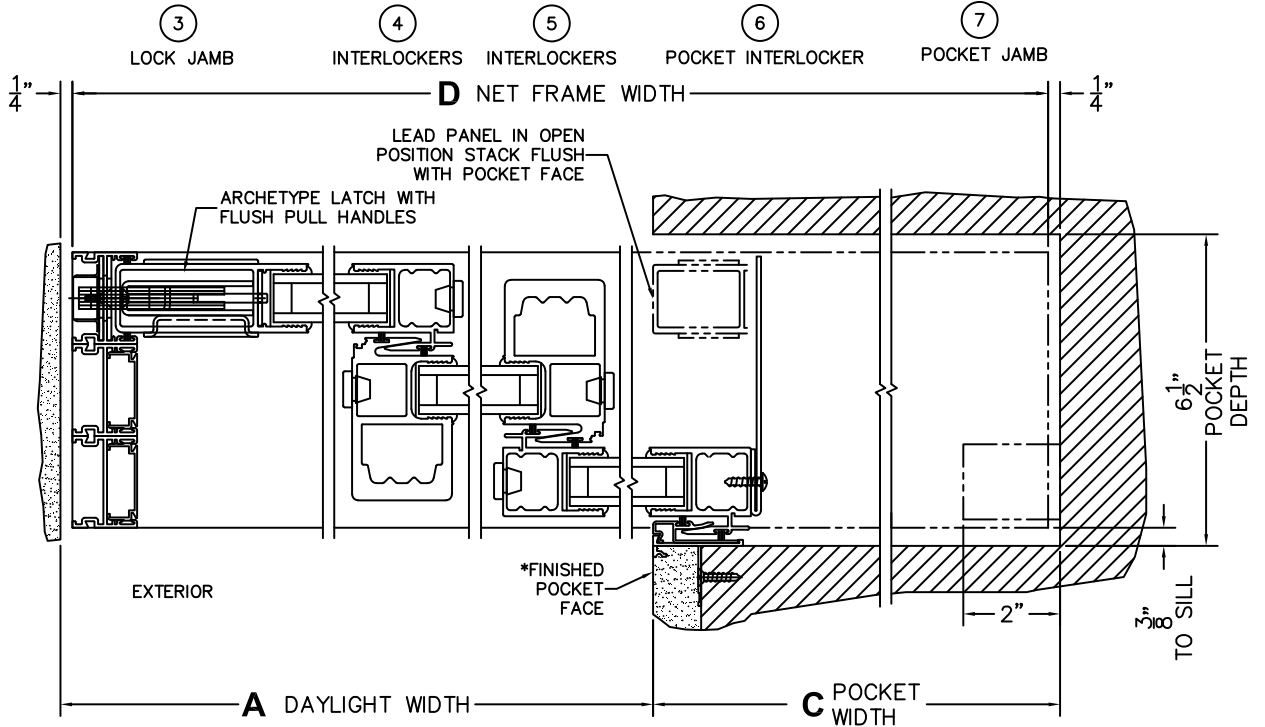 3
LOCK JAMB
4
INTERLOCKERS
5
INTERLOCKERS
6
POCKET INTERLOCKER
7
POCKET JAMB
1/4"
D NET FRAME WIDTH
1/4"
LEAD PANEL IN OPEN
POSITION STACK FLUSH
WITH POCKET FACE
ARCHETYPE LATCH WITH
FLUSH PULL HANDLES
6 1/2"
POCKET
DEPTH
EXTERIOR
*FINISHED
POCKET
FACE
2"
3/8"
TO SILL
A DAYLIGHT WIDTH
C POCKET
WIDTH